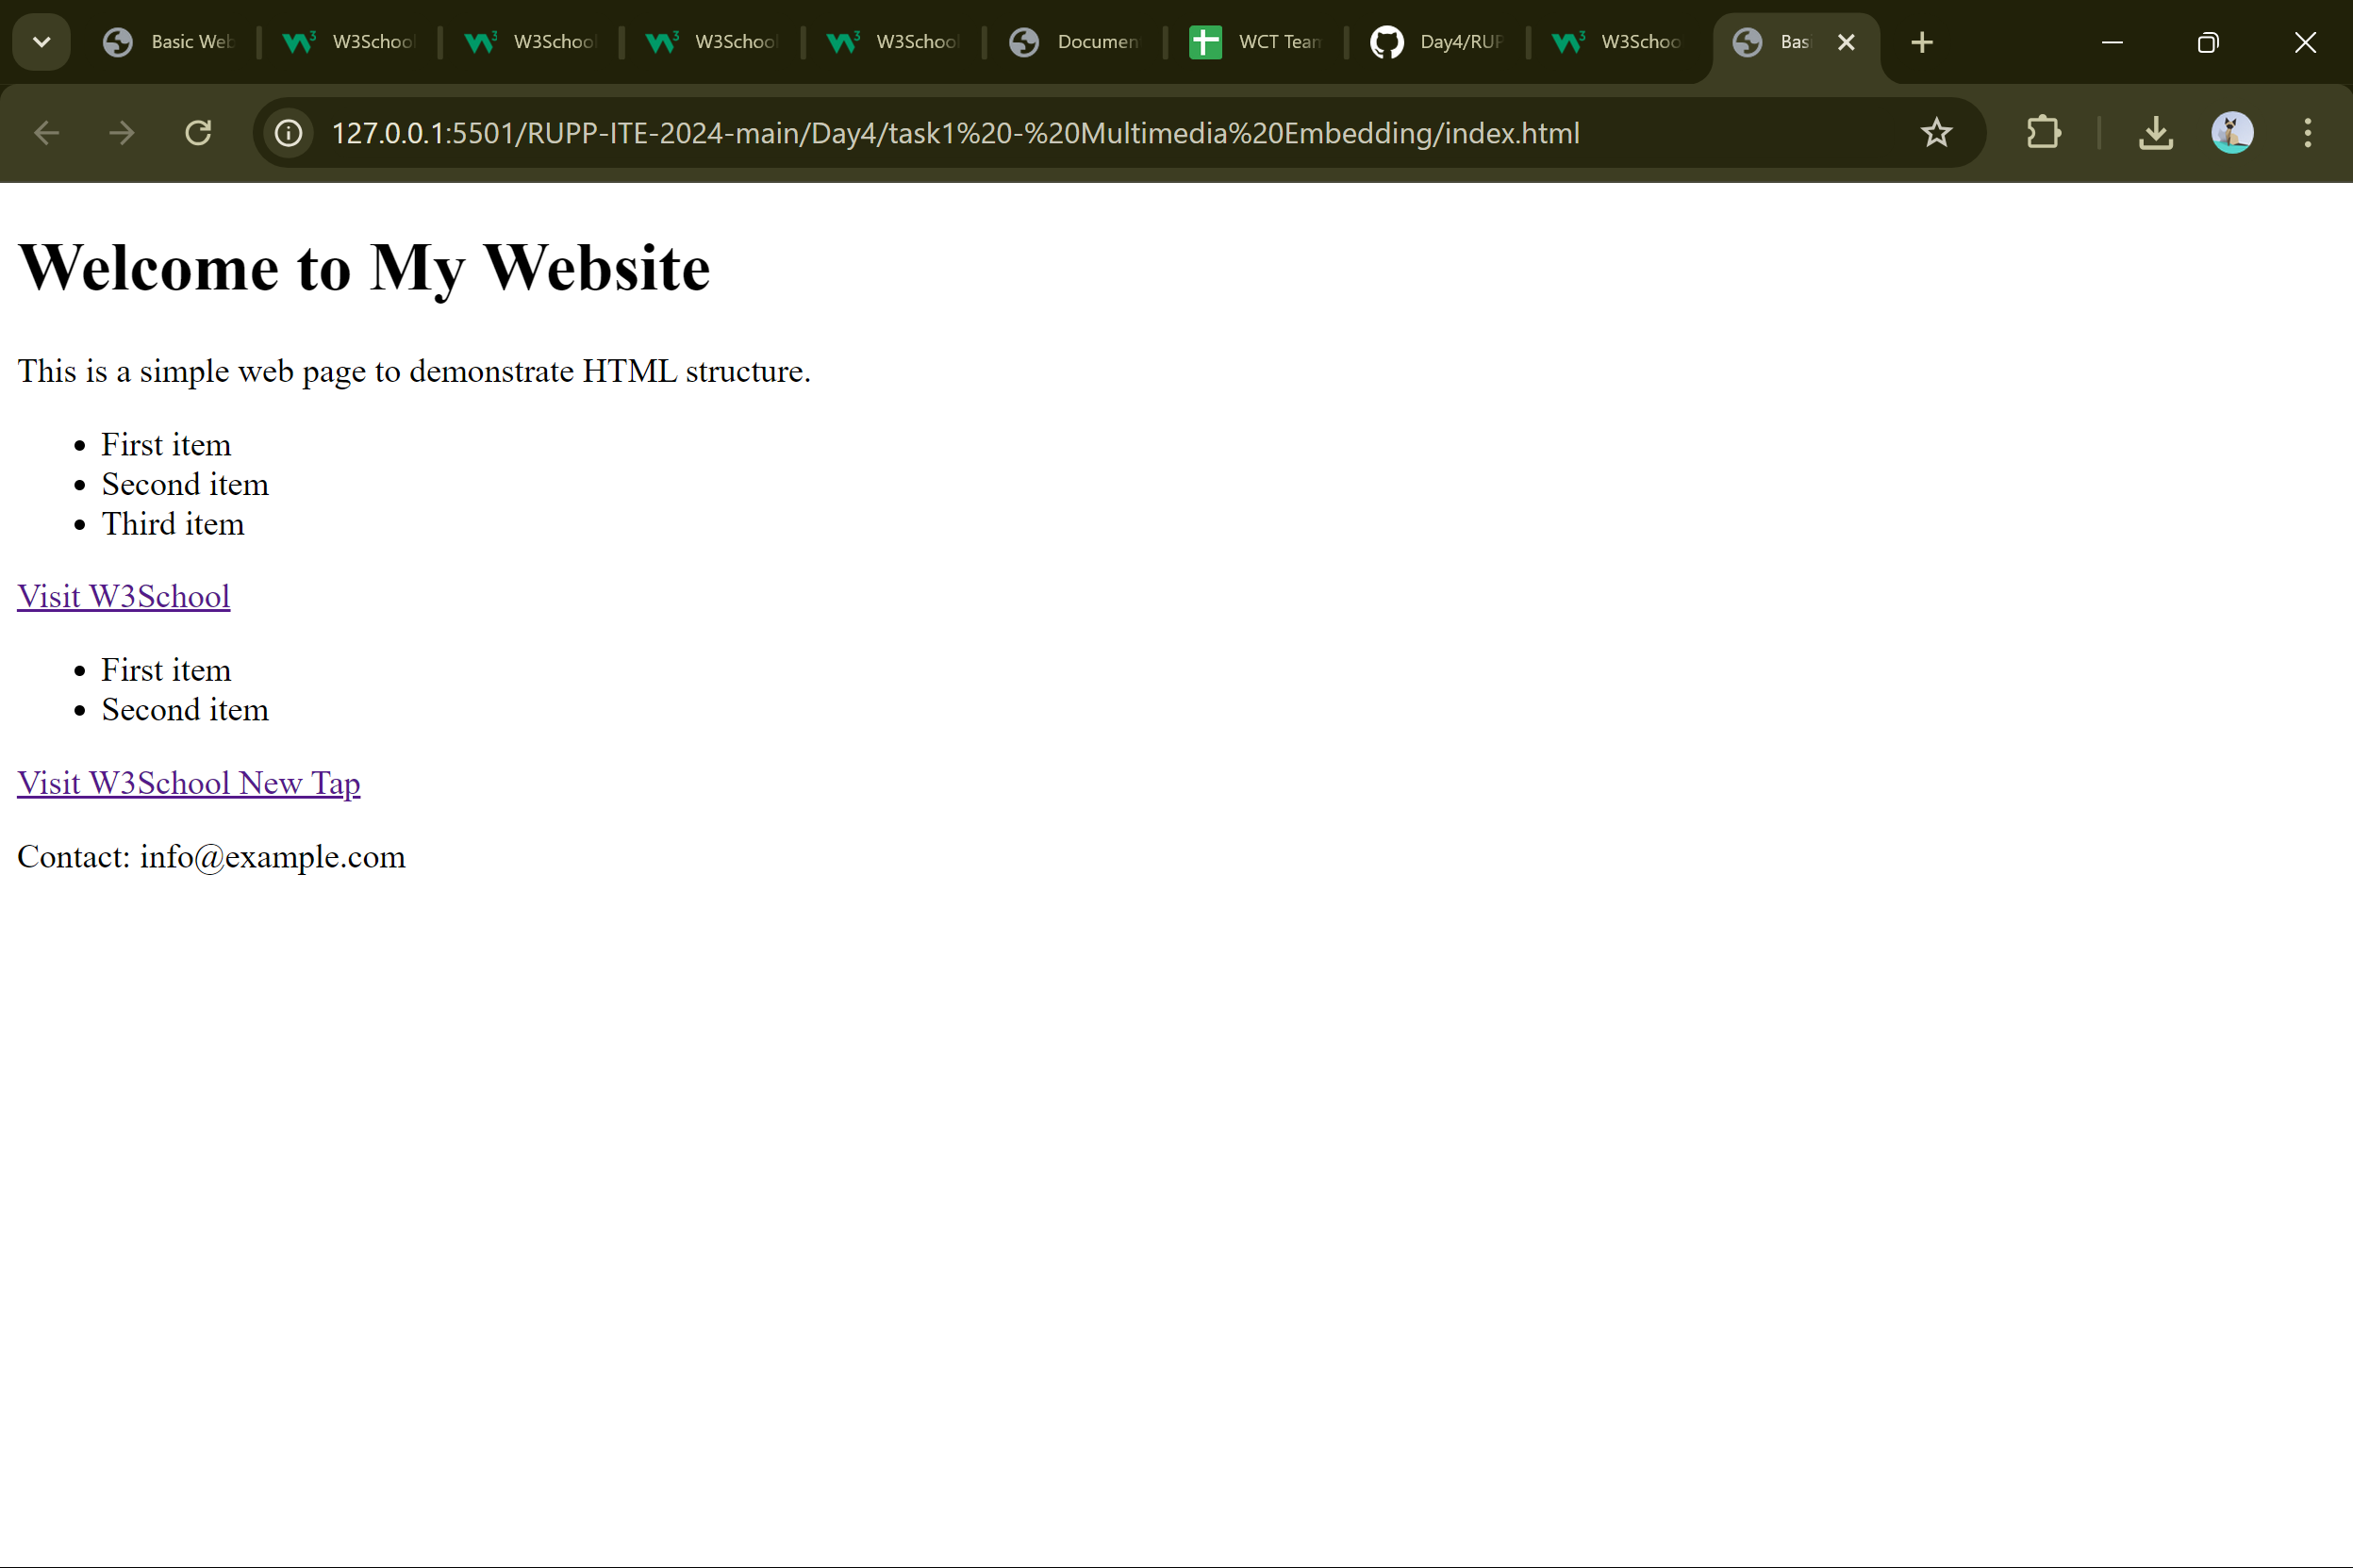 Basic Web
W3School
W3School
W3School
W3School
Documen
WCT Team
Day4/RUP
W3Schoo
Bas
127.0.0.1:5501/RUPP-ITE-2024-main/Day4/task1%20-%20Multimedia%20Embedding/index.html
Welcome to My Website
This is a simple web page to demonstrate HTML structure.
• First item
• Second item
• Third item
Visit W3School
• First item
• Second item
Visit W3School New Tap
Contact: info@example.com